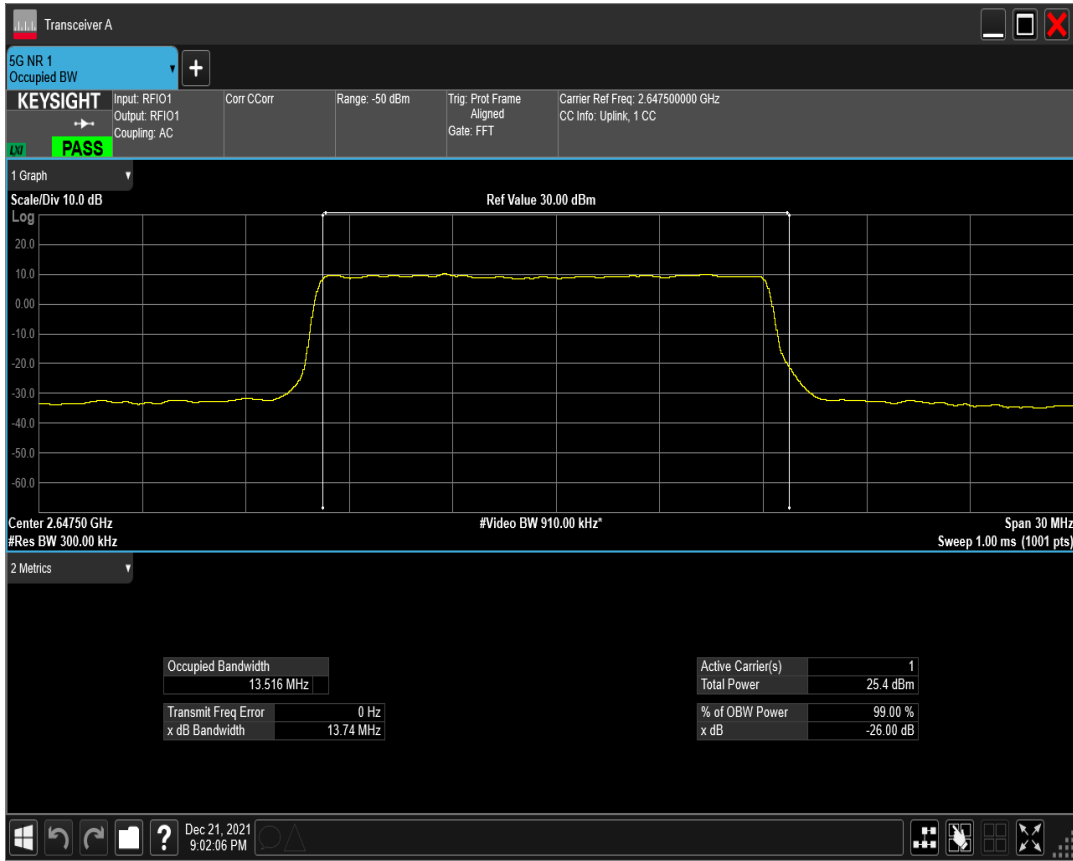 Transceiver A
5G NR 1
Occupied BW
+
KEYSIGHT
Input: RFIO1
Output: RFIO1
Coupling: AC
Corr CCorr
Range: -50 dBm
Trig: Prot Frame
Aligned
Gate: FFT
Carrier Ref Freq: 2.647500000 GHz
CC Info: Uplink, 1 CC
LXI
PASS
1 Graph
Scale/Div 10.0 dB
Ref Value 30.00 dBm
Log
20.0
10.0
0.00
-10.0
-20.0
-30.0
-40.0
-50.0
-60.0
Center 2.64750 GHz
#Video BW 910.00 kHz*
Span 30 MHz
#Res BW 300.00 kHz
Sweep 1.00 ms (1001 pts)
2 Metrics
Occupied Bandwidth
13.516 MHz
Transmit Freq Error 0 Hz
x dB Bandwidth 13.74 MHz
Active Carrier(s) 1
Total Power 25.4 dBm
% of OBW Power 99.00 %
x dB -26.00 dB
?
Dec 21, 2021
9:02:06 PM